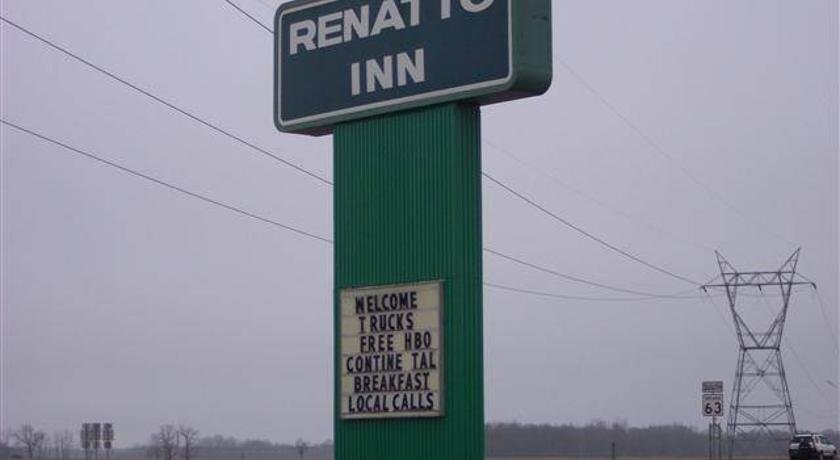 RENATTO
INN
WELCOME
TRUCKS
FREE HBO
CONTINE TAL
BREAKFAST
LOCAL CALLS
63